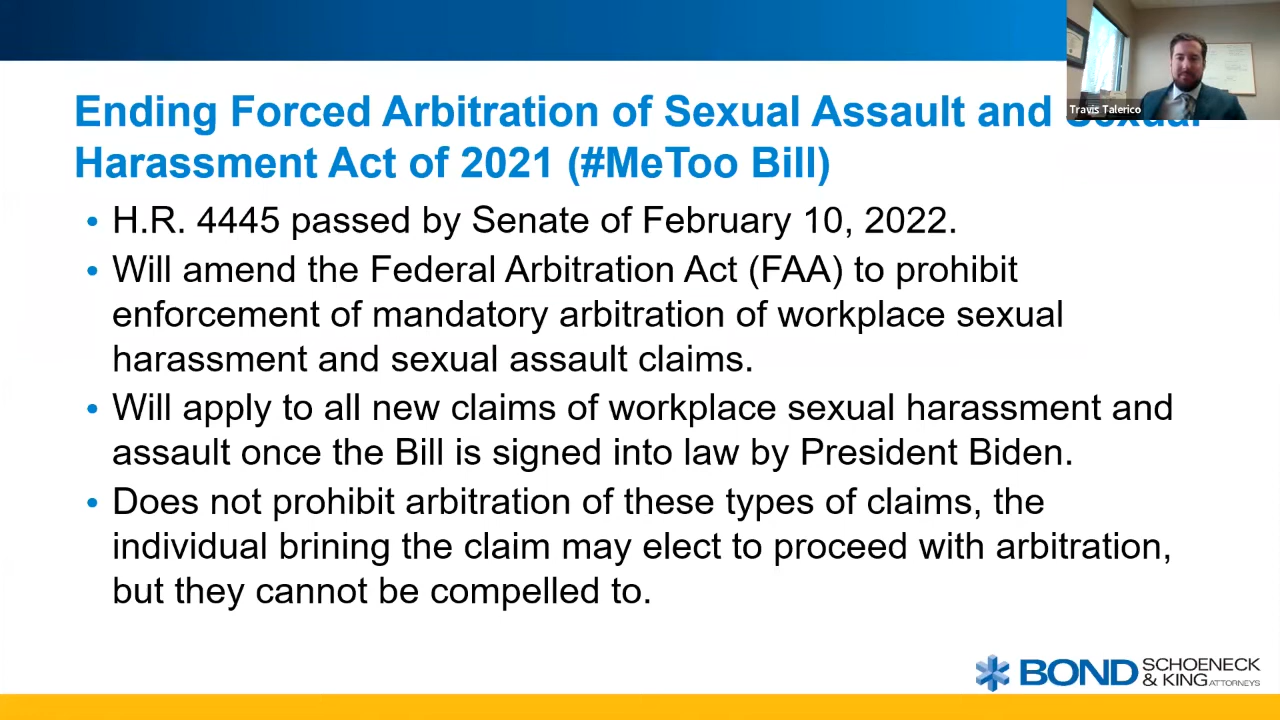 Ending Forced Arbitration of Sexual Assault and Sexual
Harassment Act of 2021 (#MeToo Bill)
• H.R. 4445 passed by Senate of February 10, 2022.
• Will amend the Federal Arbitration Act (FAA) to prohibit
enforcement of mandatory arbitration of workplace sexual
harassment and sexual assault claims.
• Will apply to all new claims of workplace sexual harassment and
assault once the Bill is signed into law by President Biden.
• Does not prohibit arbitration of these types of claims, the
individual brining the claim may elect to proceed with arbitration,
but they cannot be compelled to.
Travis Talerico
BOND SCHOENECK
& KING ATTORNEYS